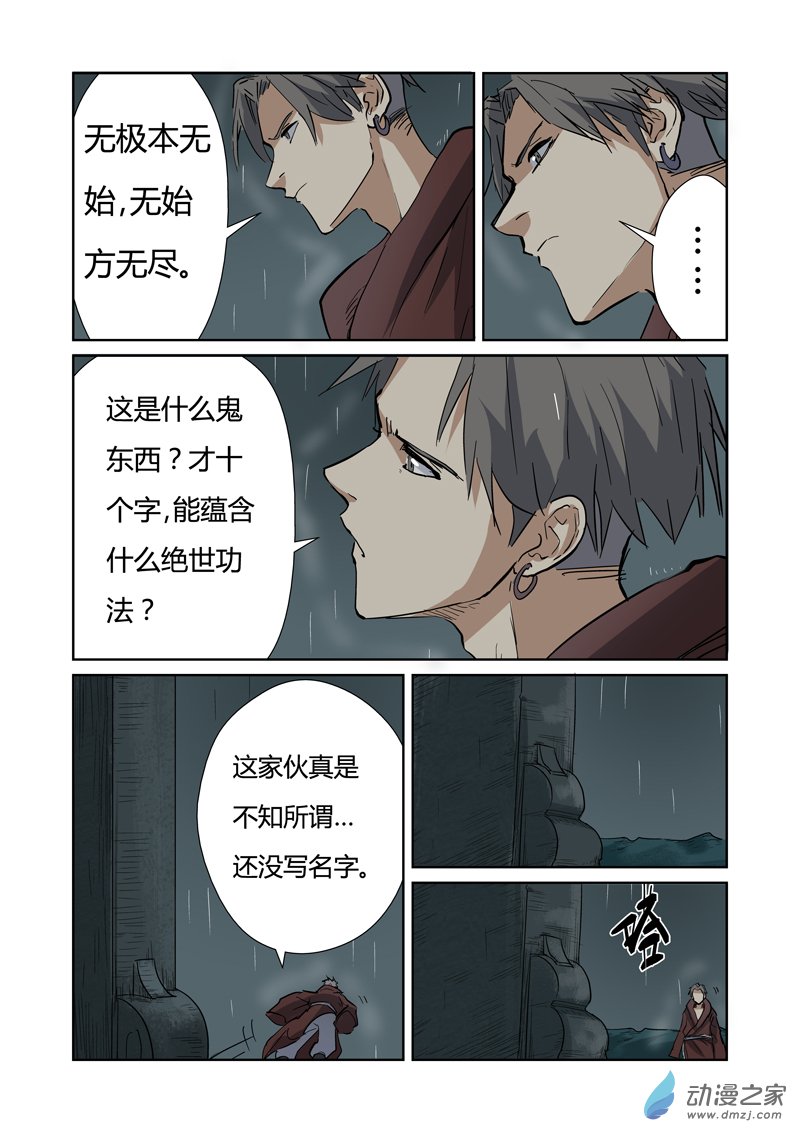 无极本无
始,无始
方无尽。
……
这是什么鬼
东西？才十
个字,能蕴含
什么绝世功
法？
这家伙真是
不知所谓…
还没写名字。
嗒
动漫之家
www.dmzj.com